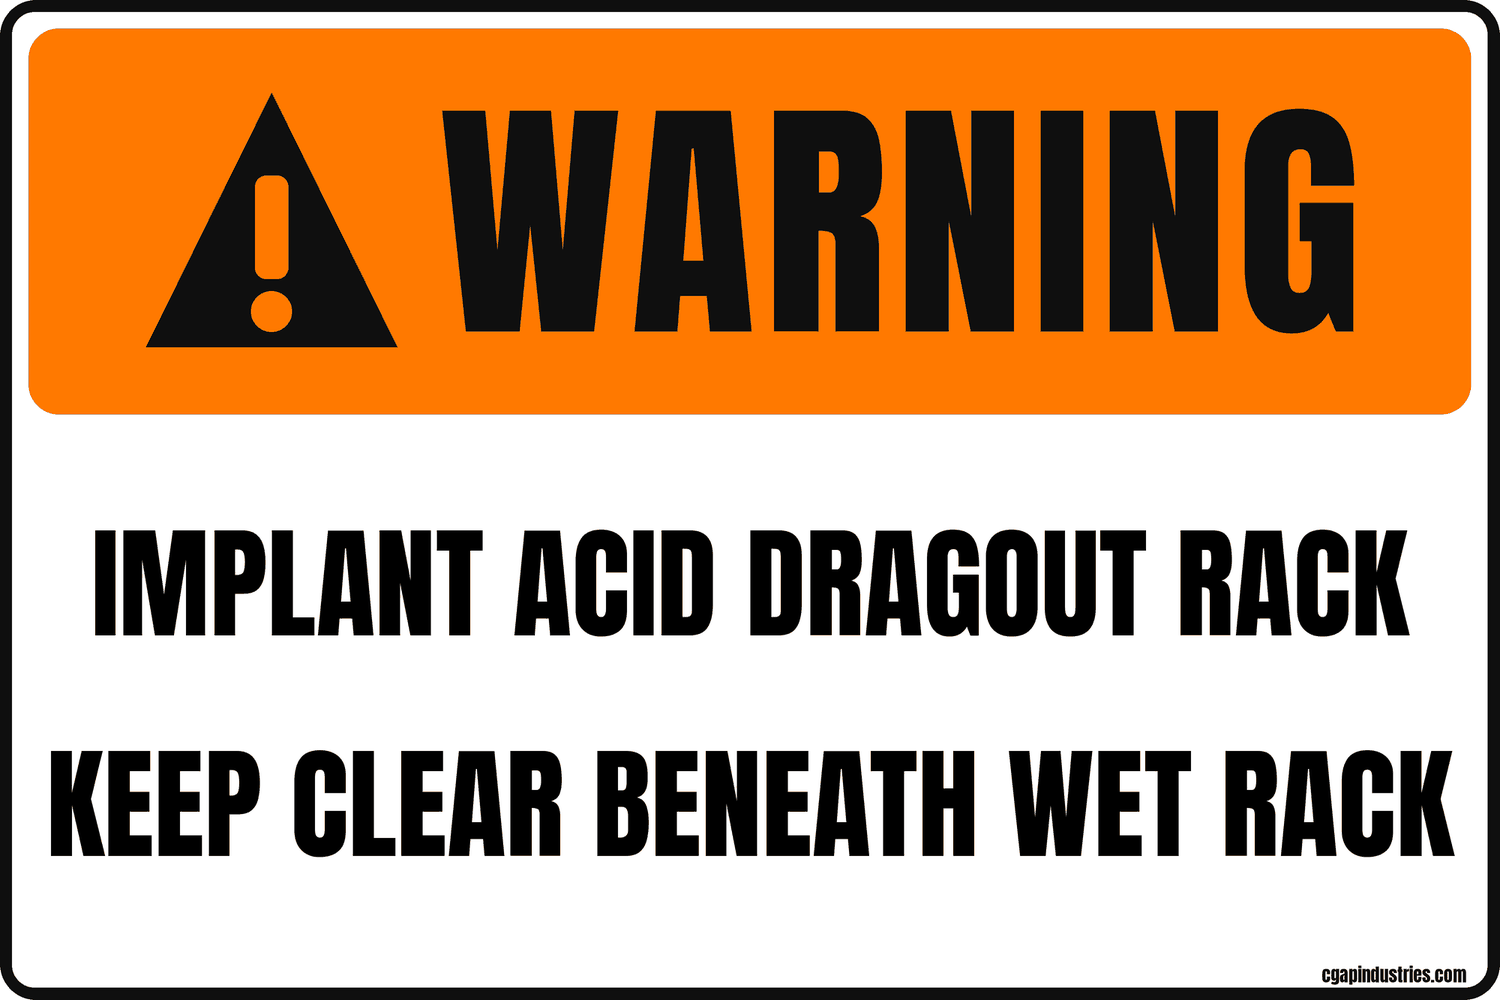 WARNING
IMPLANT ACID DRAGOUT RACK
KEEP CLEAR BENEATH WET RACK
cgapindustries.com